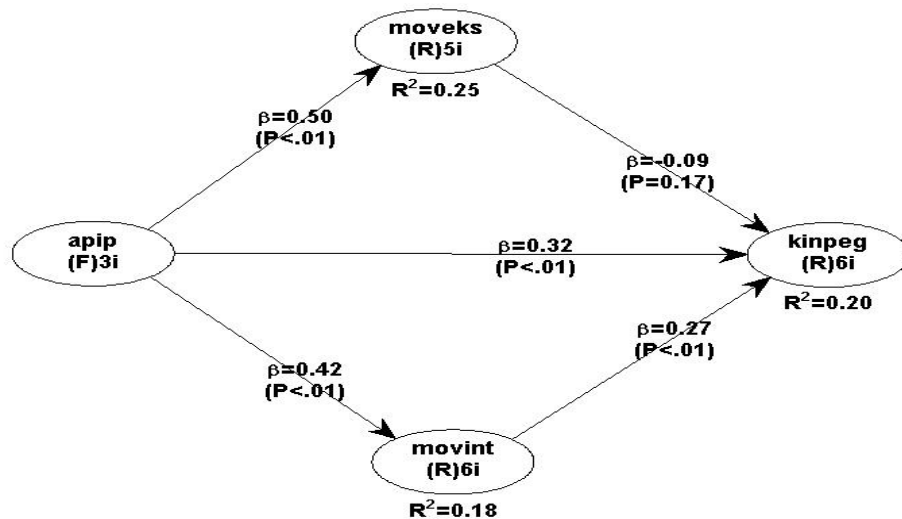 moveks
(R)5i
R²=0.25
β=0.50
(P<.01)
β=-0.09
(P=0.17)
apip
(F)3i
β=0.32
(P<.01)
kinpeg
(R)6i
R²=0.20
β=0.27
(P<.01)
β=0.42
(P<.01)
movint
(R)6i
R²=0.18